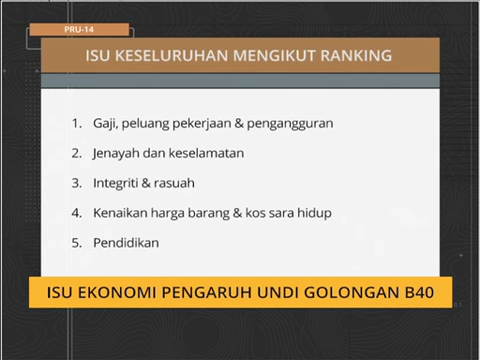 PRU-14
ISU KESELURUHAN MENGIKUT RANKING
1. Gaji, peluang pekerjaan & pengangguran
2. Jenayah dan keselamatan
3. Integriti & rasuah
4. Kenaikan harga barang & kos sara hidup
5. Pendidikan
ISU EKONOMI PENGARUH UNDI GOLONGAN B40